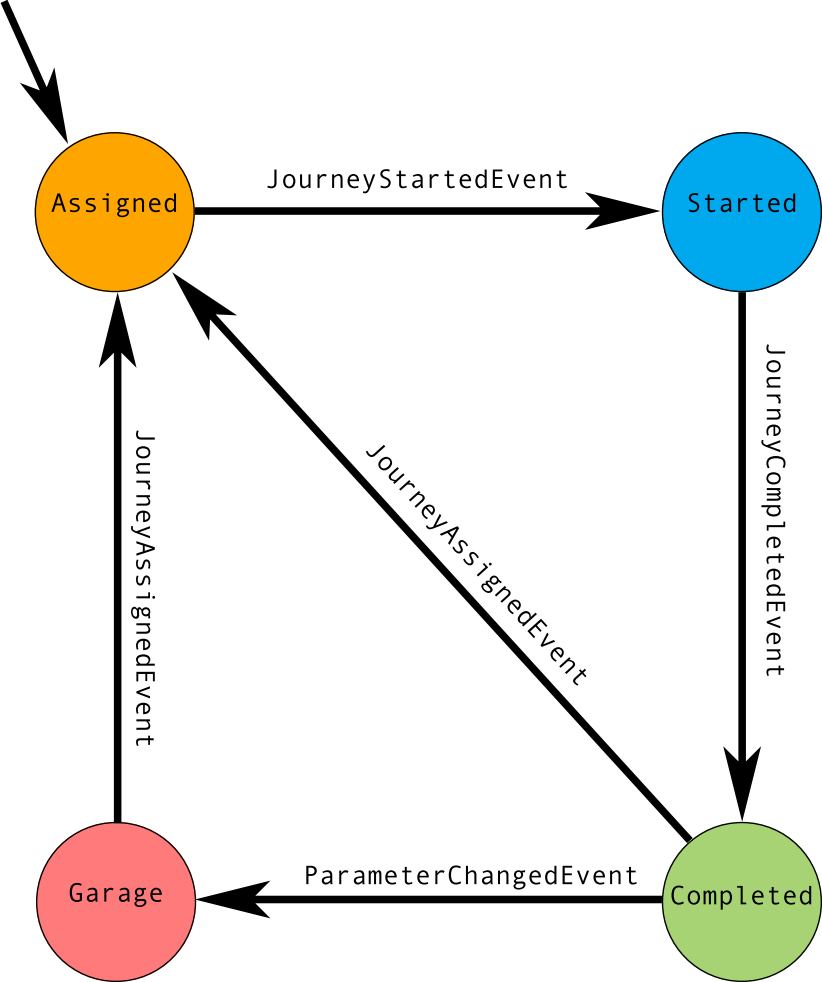 JourneyStartedEvent
Assigned
Started
JourneyCompletedEvent
JourneyAssignedEvent
JourneyAssignedEvent
ParameterChangedEvent
Garage
Completed